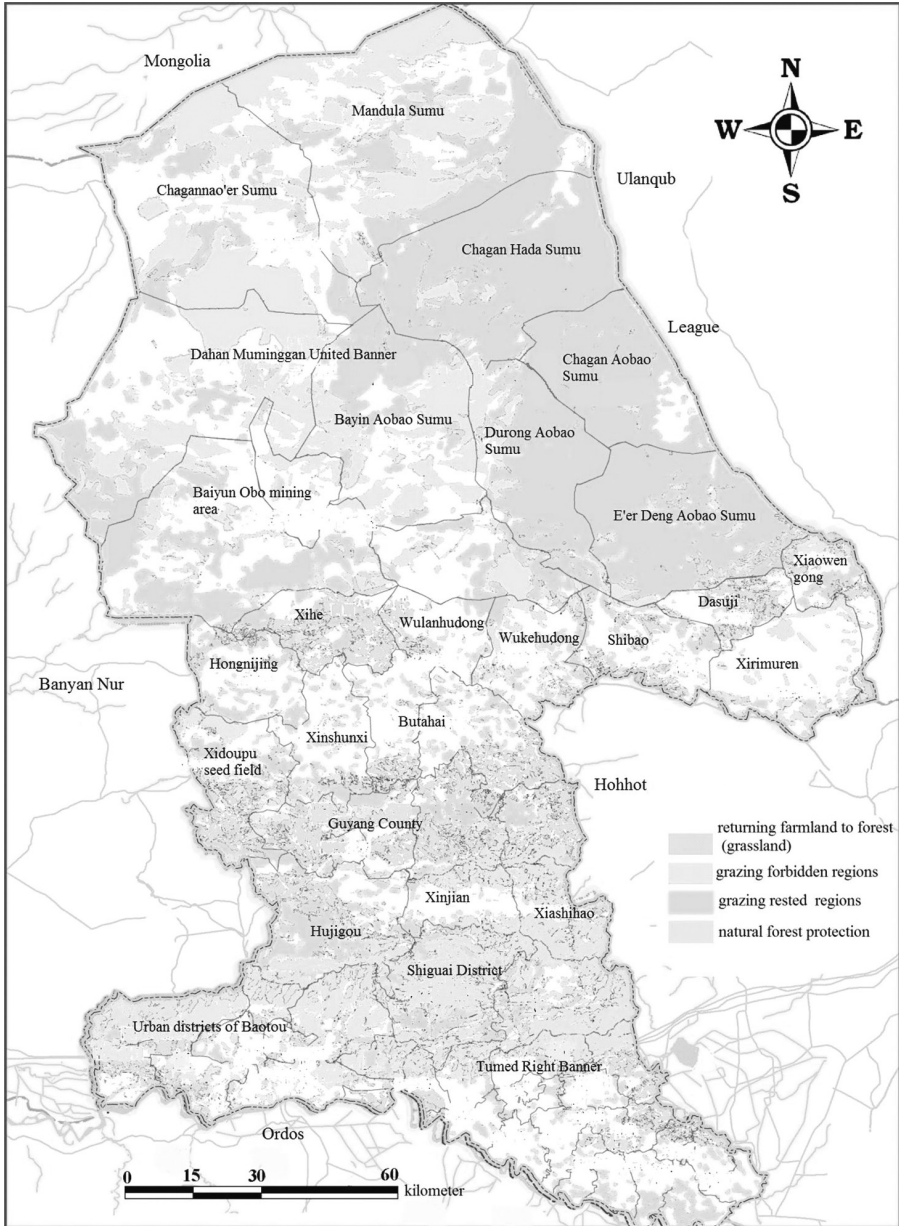 Mongolia
Mandula Sumu
N
W
E
S
Ulanqub
Chagannao'er Sumu
Chagan Hada Sumu
League
Dahan Muminggan United Banner
Chagan Aobao
Sumu
Bayin Aobao Sumu
Durong Aobao
Sumu
Baiyun Obo mining
area
E'er Deng Aobao Sumu
Xiaowen
gong
Dasuji
Xihe
Wulanhudong
Wukehudong
Shibao
Hongnijing
Xirimuren
Banyan Nur
Butahai
Xinshunxi
Xidoupu
seed field
Hohhot
Guyang County
returning farmland to forest
(grassland)
grazing forbidden regions
grazing rested regions
natural forest protection
Xinjian
Xiashihao
Hujigou
Shiguai District
Urban districts of Baotou
Tumed Right Banner
Ordos
0 15 30 60
kilometer